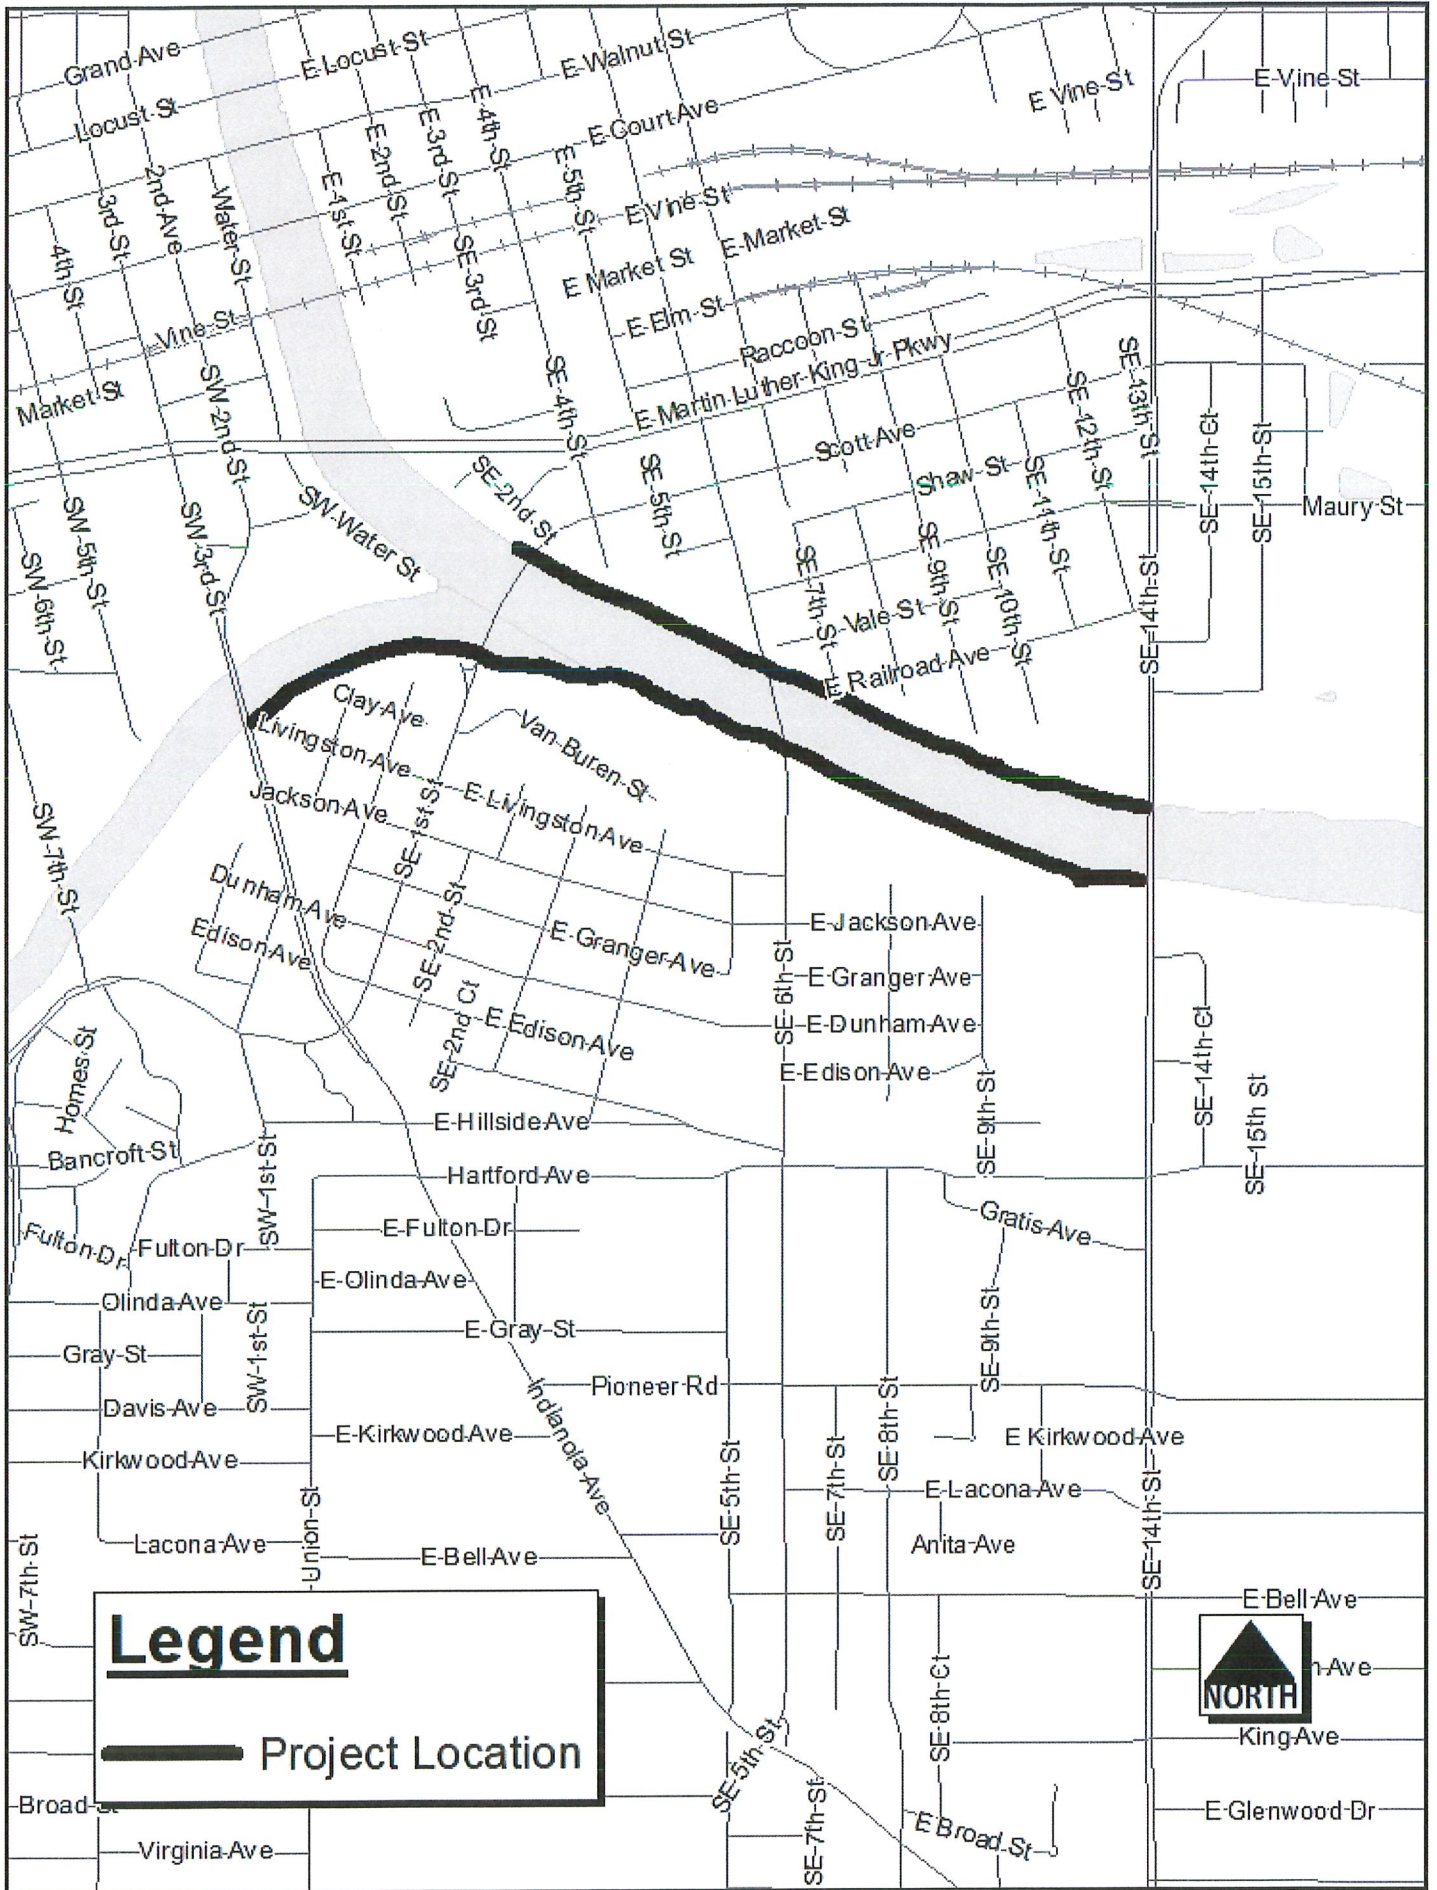 Grand Ave
E Locust St
E Walnut St
E Vine St
E Vine St
Locust St
E 4th St
E 3rd St
E 2nd St
E Court Ave
E 5th St
2nd Ave
3rd St
Water St
E 1st St
E Vine St
E Market St
4th St
SE 3rd St
E Market St
E Elm St
Vine St
Raccoon St
E Martin Luther King Jr Pkwy
SE 13th St
Market St
SW 2nd St
SE 4th St
SE 12th St
Scott Ave
SE 14th Ct
SE 15th St
SE 2nd St
SE 5th St
Shaw St
SE 11th St
Maury St
SW 5th St
SW 3rd St
SW Water St
SW 6th St
SE 7th St
SE 9th St
SE 10th St
SE 14th St
Vale St
E Railroad Ave
Clay Ave
Livingston Ave
Van Buren St
Jackson Ave
E Livingston Ave
SE 1st St
SW 7th St
Dunham Ave
Edison Ave
SE 2nd St
E Granger Ave
E Jackson Ave
E Granger Ave
SE 6th St
E Dunham Ave
SE 2nd Ct
E Edison Ave
E Edison Ave
SE 14th Ct
Homes St
SE 9th St
SE 15th St
E Hillside Ave
Bancroft St
SW 1st St
Hartford Ave
Fulton Dr
Fulton Dr
E Fulton Dr
Gratis Ave
E Olinda Ave
Olinda Ave
SW 1st St
E Gray St
SE 9th St
Gray St
Pioneer Rd
Davis Ave
Indianola Ave
SE 8th St
E Kirkwood Ave
E Kirkwood Ave
Kirkwood Ave
SE 5th St
SE 7th St
E Lacona Ave
SE 14th St
Union St
Lacona Ave
Anita Ave
E Bell Ave
SW 7th St
E Bell Ave
Legend
Project Location
NORTH
n Ave
SE 8th Ct
King Ave
SE 5th St
Broad St
E Glenwood Dr
SE 7th St
E Broad St
Virginia Ave